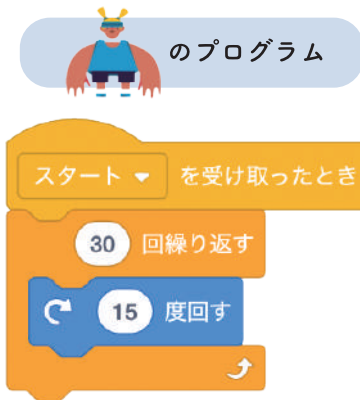 のプログラム
スタート を受け取ったとき
30 回繰り返す
15 度回す